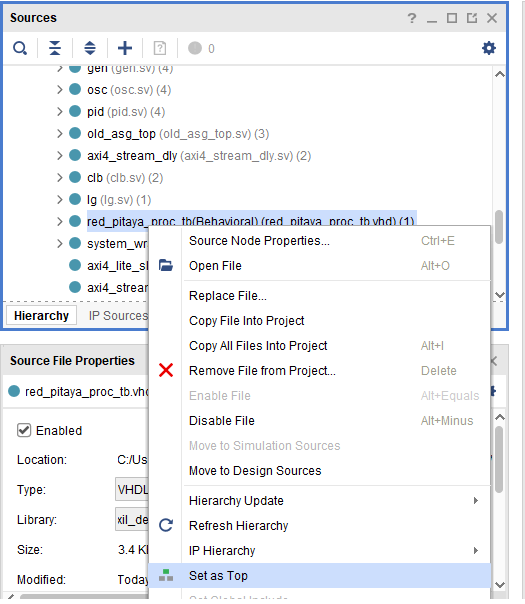 Sources
0
gen (gen.sv) (4)
osc (osc.sv) (4)
pid (pid.sv) (4)
old_asg_top (old_asg_top.sv) (3)
axi4_stream_dly (axi4_stream_dly.sv) (2)
clb (clb.sv) (2)
lg (lg.sv) (1)
red_pitaya_proc_tb(Behavioral) (red_pitaya_proc_tb.vhd) (1)
system_wr
axi4_lite_sl
axi4_stream
Hierarchy IP Sources
Source File Properties
red_pitaya_proc_tb.vhd
Enabled
Location: C:/Us
Type: VHDL
Library: xil_de
Size: 3.4 KB
Modified: Today
Source Node Properties... Ctrl+E
Open File Alt+O
Replace File...
Copy File Into Project
Copy All Files Into Project Alt+I
Remove File from Project... Delete
Enable File Alt+Equals
Disable File Alt+Minus
Move to Simulation Sources
Move to Design Sources
Hierarchy Update
Refresh Hierarchy
IP Hierarchy
Set as Top
Set Global Include